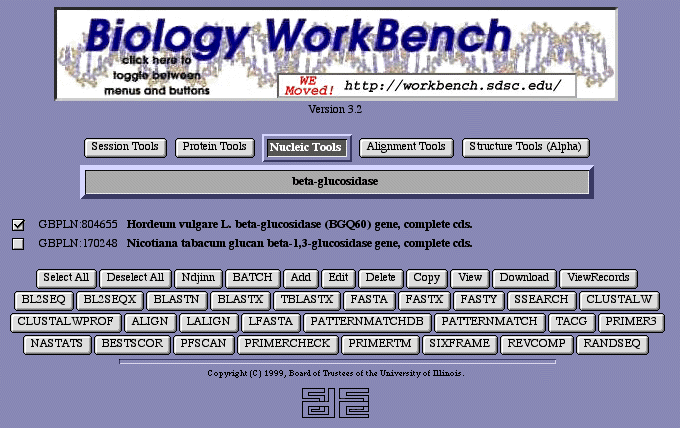 Biology WorkBench
click here to
toggle between
menus and buttons
WE
Moved!
http://workbench.sdsc.edu/
Version 3.2
Session Tools Protein Tools Nucleic Tools Alignment Tools Structure Tools (Alpha)
beta-glucosidase
GBPLN:804655 Hordeum vulgare L. beta-glucosidase (BGQ60) gene, complete cds.
GBPLN:170248 Nicotiana tabacum glucan beta-1,3-glucosidase gene, complete cds.
Select All Deselect All Ndjinn BATCH Add Edit Delete Copy View Download ViewRecords
BL2SEQ BL2SEQX BLASTN BLASTX TBLASTX FASTA FASTX FASTY SSEARCH CLUSTALW
CLUSTALWPROF ALIGN LALIGN LFASTA PATTERNMATCHDB PATTERNMATCH TACG PRIMER3
NASTATS BESTSCOR PFSCAN PRIMERCHECK PRIMERTM SIXFRAME REVCOMP RANDSEQ
Copyright (C) 1999, Board of Trustees of the University of Illinois.